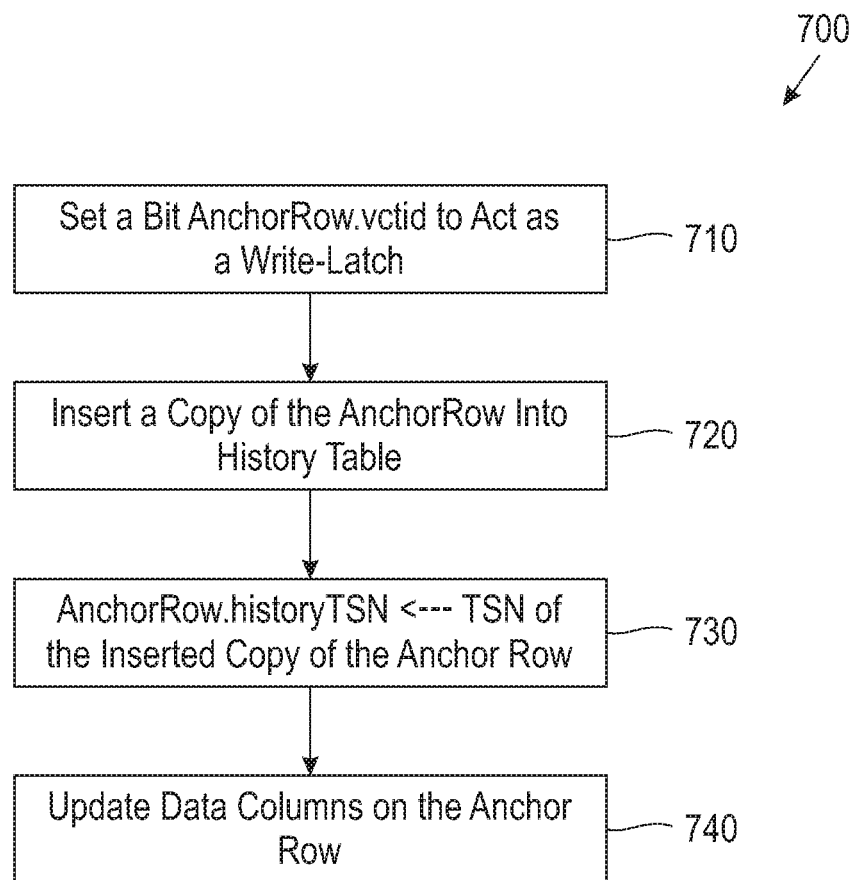 700
Set a Bit AnchorRow.vctid to Act as
a Write-Latch
710
Insert a Copy of the AnchorRow Into
History Table
720
AnchorRow.historyTSN <--- TSN of
the Inserted Copy of the Anchor Row
730
Update Data Columns on the Anchor
Row
740